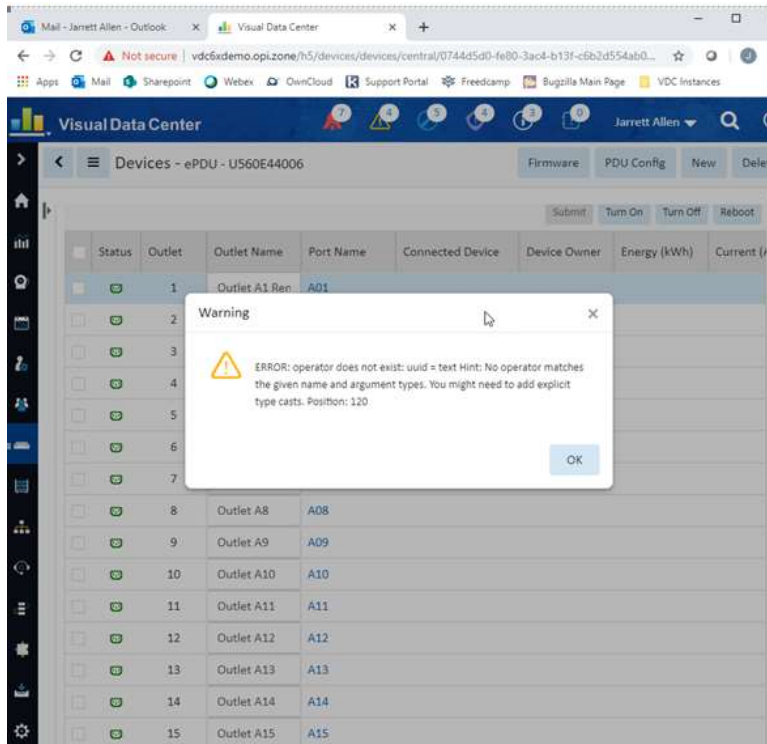 Mail - Jarrett Allen - Outlook
Visual Data Center
Not secure | vdc6xdemo.opi.zone/h5/devices/devices/central/0744d5d0-fe80-3ac4-b13f-c6b2d554ab0...
J
Apps Mail Sharepoint Webex OwnCloud Support Portal Freedcamp Bugzilla Main Page VDC Instances
Visual Data Center 7 4 5 4 3 0 Jarrett Allen
Devices - ePDU - U560E44006 Firmware PDU Config New Dele
Submit Turn On Turn Off Reboot
Status Outlet Outlet Name Port Name Connected Device Device Owner Energy (kWh) Current (
1 Outlet A1 Ren A01
Warning
2
3
ERROR: operator does not exist: uuid = text Hint: No operator matches
the given name and argument types. You might need to add explicit
type casts. Position: 120
4
5
6
OK
7
8 Outlet A8 A08
9 Outlet A9 A09
10 Outlet A10 A10
11 Outlet A11 A11
12 Outlet A12 A12
13 Outlet A13 A13
14 Outlet A14 A14
15 Outlet A15 A15